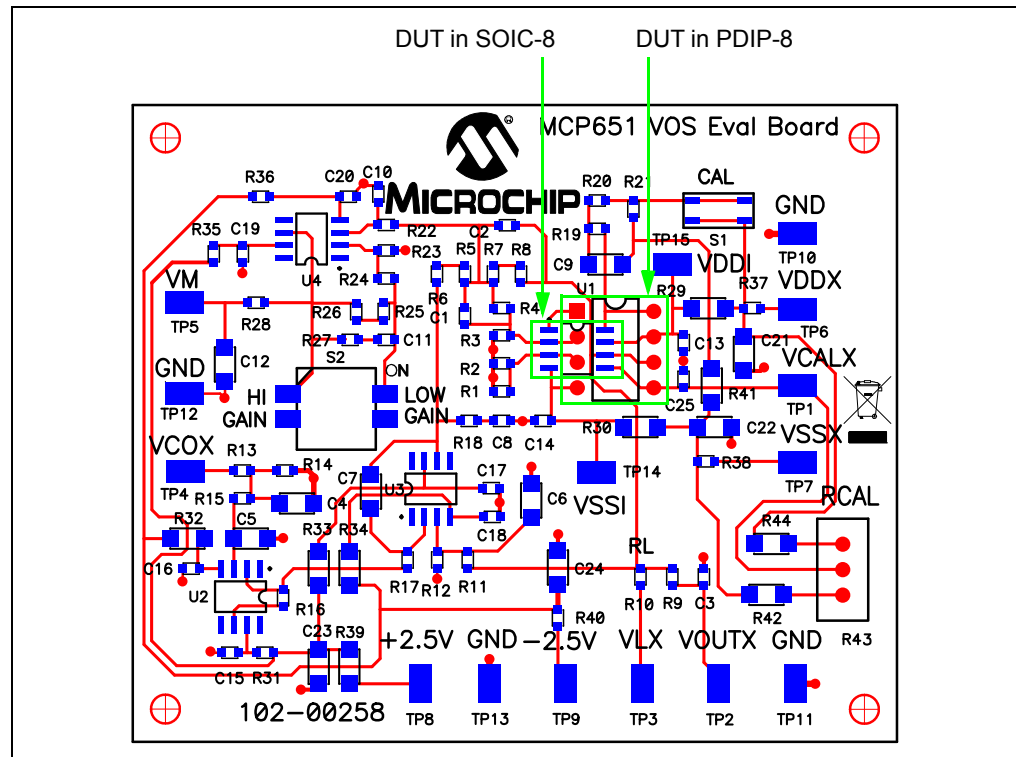 DUT in SOIC-8 DUT in PDIP-8
MCP651 VOS Eval Board
MICROCHIP
®
R36 C20 C10 R20 R21 CAL
GND
R35 C19 R22 C2 R19 S1
R23 R5 R7 R8 TP15 TP10
VM U4 R24 C9 VDDI R37 VDDX
R6 U1 R29
TP5 R28 R26 R25 C1 R4 TP6
C12 R27 C11 R3 C13 C21 VCALX
GND S2 ON R2
HI LOW R1 C25 R41
TP12 GAIN GAIN TP1
VCOX R18 C8 C14 R30 C22 VSSX
R13 R14 C7 C17 C6 TP14 R38
TP4 R15 C4 U3 VSSI TP7
C18 RCAL
R32 C5 R33 R34 R44
C16 RL
U2 R16 R17 R12 R11 C24 R10 R9 C3
R40 R42
C23 R39 +2.5V GND -2.5V VLX VOUTX GND R43
C15 R31
102-00258 TP8 TP13 TP9 TP3 TP2 TP11